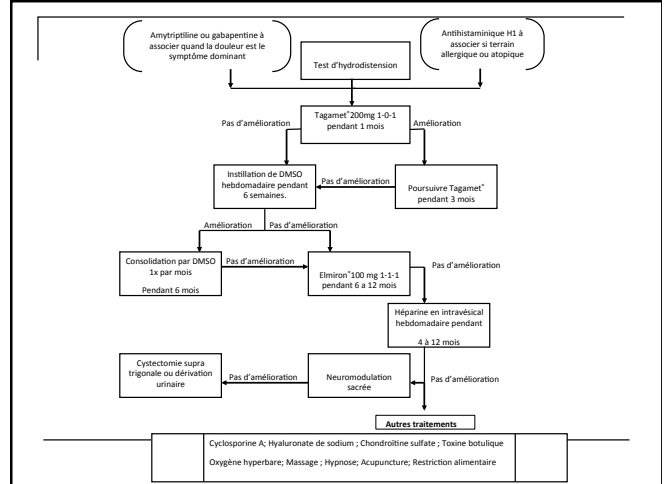 Amytriptiline ou gabapentine à
associer quand la douleur est le
symptôme dominant
Test d'hydrodistension
Antihistaminique H1 à
associer si terrain
allergique ou atopique
Tagamet® 200mg 1-0-1
pendant 1 mois
Pas d'amélioration
Amélioration
Instillation de DMSO
hebdomadaire pendant
6 semaines.
Pas d'amélioration
Poursuivre Tagamet®
pendant 3 mois
Amélioration
Pas d'amélioration
Consolidation par DMSO
1x par mois
Pendant 6 mois
Pas d'amélioration
Elmiron® 100 mg 1-1-1
pendant 6 a 12 mois
Pas d'amélioration
Héparine en intravésical
hebdomadaire pendant
4 à 12 mois
Cystectomie supra
trigonale ou dérivation
urinaire
Pas d'amélioration
Neuromodulation
sacrée
Pas d'amélioration
Autres traitements
Cyclosporine A; Hyaluronate de sodium ; Chondroîtine sulfate ; Toxine botulique
Oxygène hyperbare; Massage ; Hypnose; Acupuncture; Restriction alimentaire